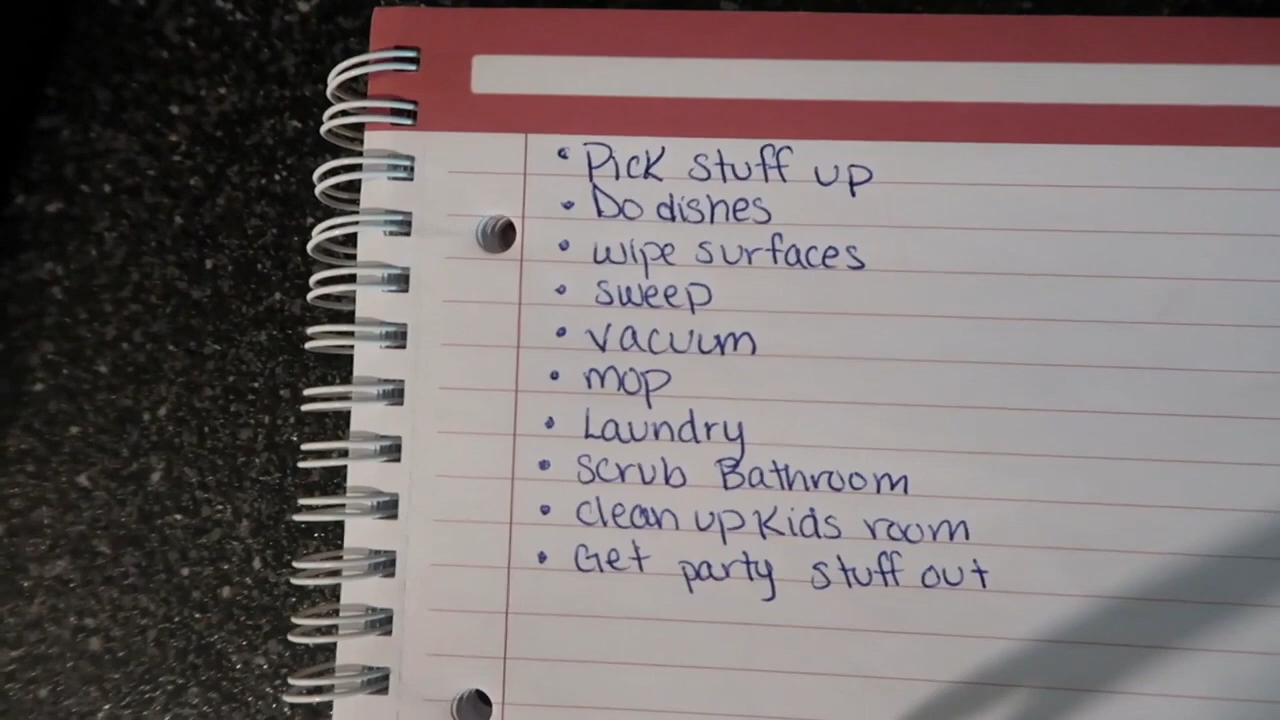 • Pick stuff up
• Do dishes
• wipe surfaces
• sweep
• vacuum
• mop
• Laundry
• scrub Bathroom
• clean up Kids room
• Get party stuff out